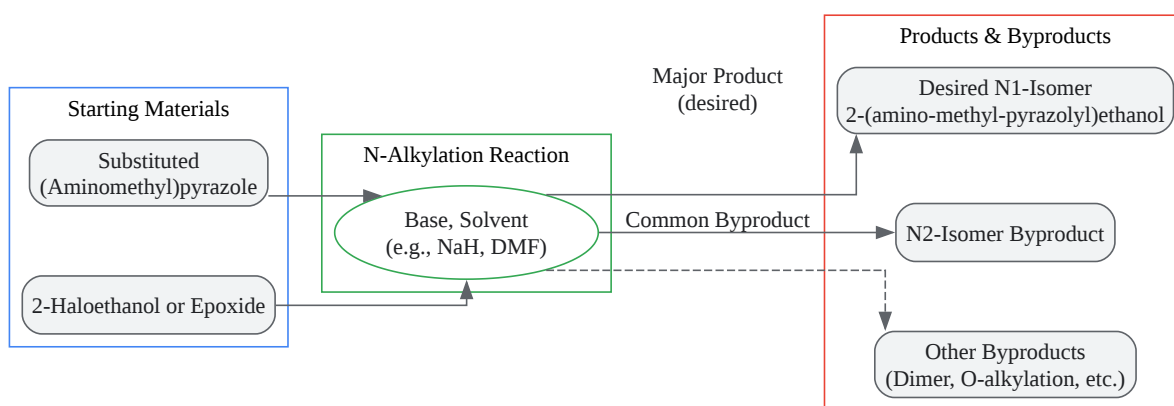 Starting Materials
Substituted
(Aminomethyl)pyrazole
2-Haloethanol or Epoxide
N-Alkylation Reaction
Base, Solvent
(e.g., NaH, DMF)
Major Product
(desired)
Common Byproduct
Products & Byproducts
Desired N1-Isomer
2-(amino-methyl-pyrazolyl)ethanol
N2-Isomer Byproduct
Other Byproducts
(Dimer, O-alkylation, etc.)